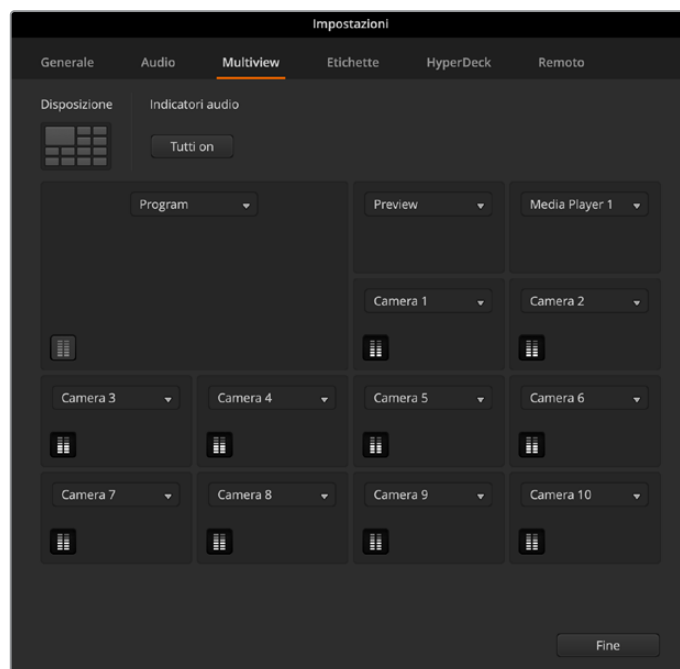 Impostazioni
Generale Audio Multiview Etichette HyperDeck Remoto
Disposizione Indicatori audio
Tutti on
Program Preview Media Player 1
Camera 1 Camera 2
Camera 3 Camera 4 Camera 5 Camera 6
Camera 7 Camera 8 Camera 9 Camera 10
Fine